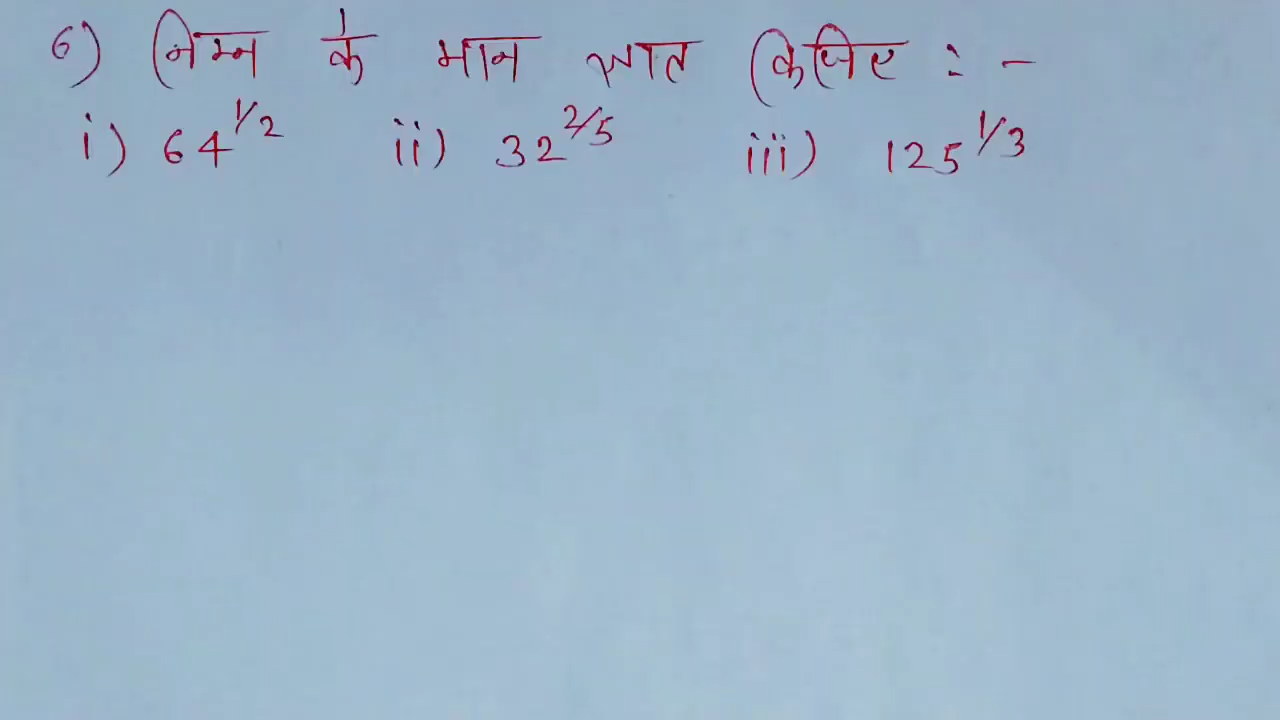 6) निम्न के मान ज्ञात किजिए :-
i) 64^1/2 ii) 32^2/5 iii) 125^1/3